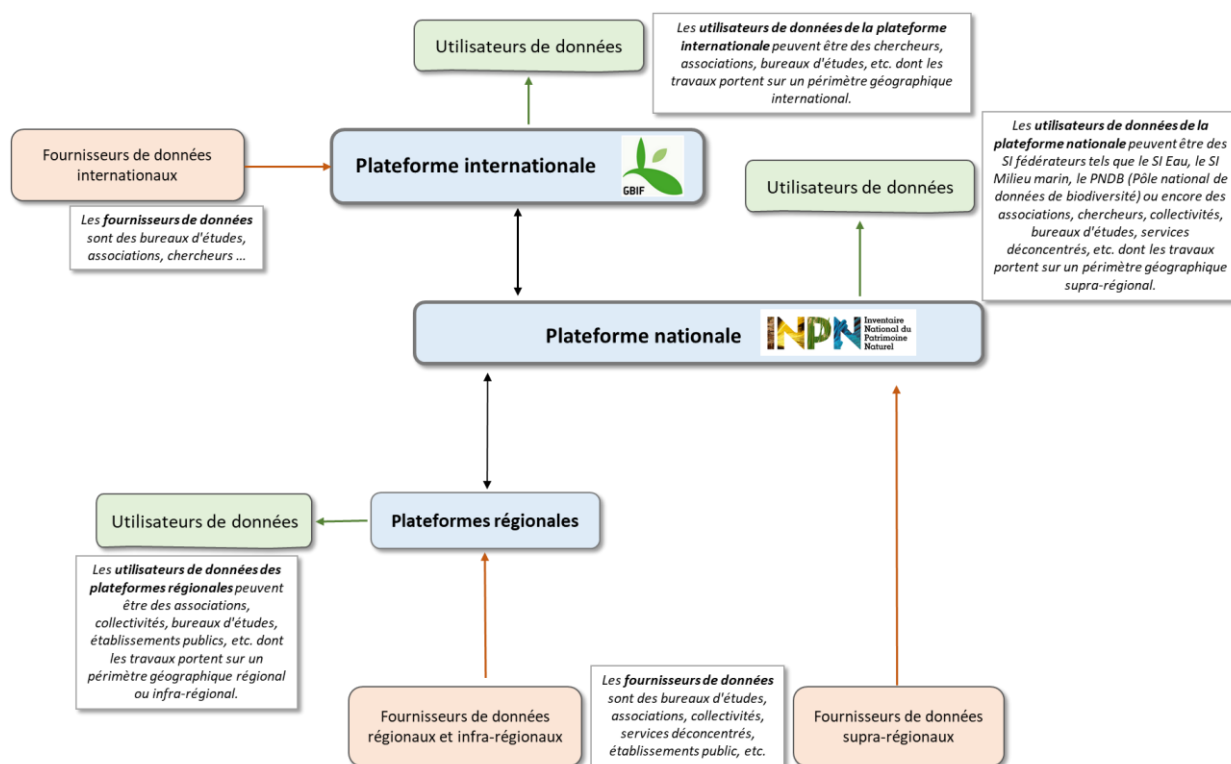 Utilisateurs de données
Les utilisateurs de données de la plateforme
internationale peuvent être des chercheurs,
associations, bureaux d'études, etc. dont les
travaux portent sur un périmètre géographique
international.
Fournisseurs de données
internationaux
Plateforme internationale
GBIF
Les fournisseurs de données
sont des bureaux d'études,
associations, chercheurs ...
Utilisateurs de données
Les utilisateurs de données de la
plateforme nationale peuvent être des
SI fédérateurs tels que le SI Eau, le SI
Milieu marin, le PNDB (Pôle national de
données de biodiversité) ou encore des
associations, chercheurs, collectivités,
bureaux d'études, services
déconcentrés, etc. dont les travaux
portent sur un périmètre géographique
supra-régional.
Plateforme nationale
INPN
Inventaire
National du
Patrimoine
Naturel
Utilisateurs de données
Plateformes régionales
Les utilisateurs de données des
plateformes régionales peuvent
être des associations,
collectivités, bureaux d'études,
établissements publics, etc. dont
les travaux portent sur un
périmètre géographique régional
ou infra-régional.
Fournisseurs de données
régionaux et infra-régionaux
Les fournisseurs de données
sont des bureaux d'études,
associations, collectivités,
services déconcentrés,
établissements public, etc.
Fournisseurs de données
supra-régionaux